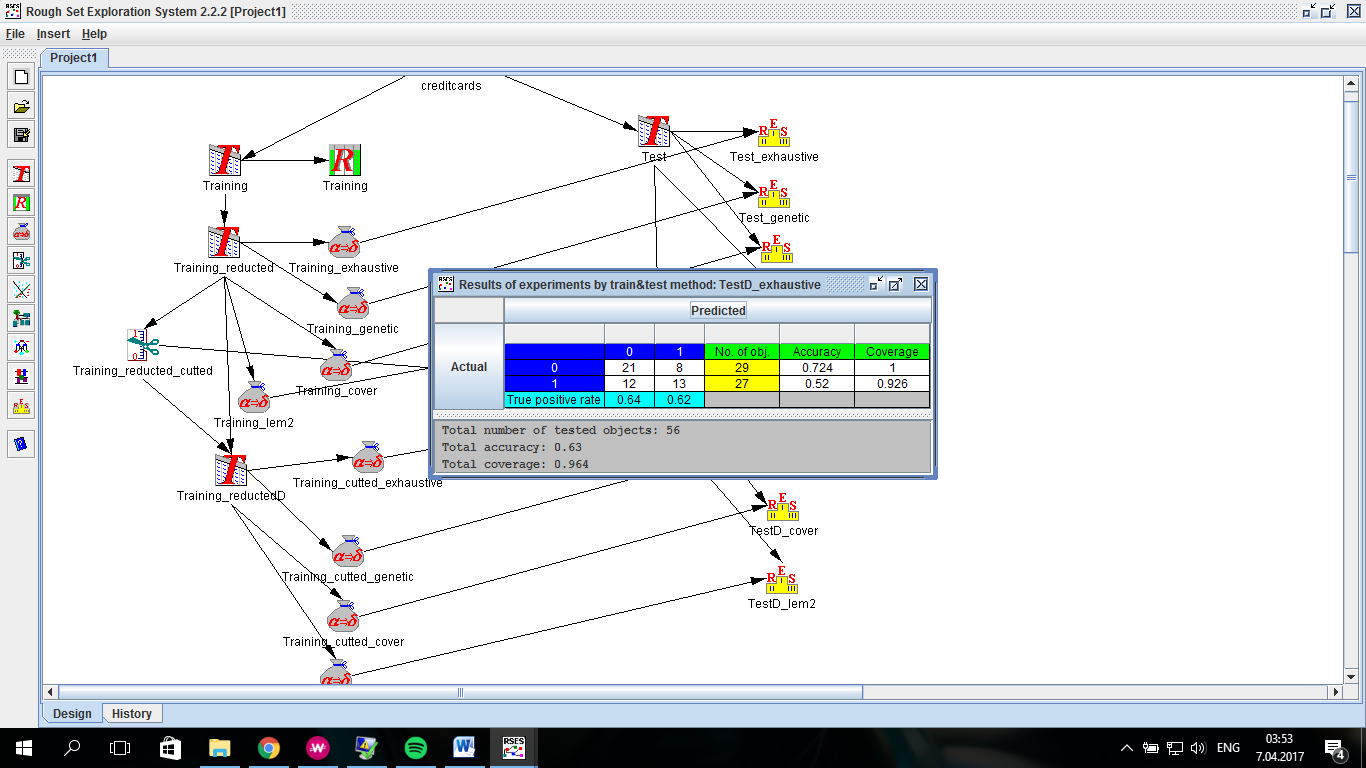 Rough Set Exploration System 2.2.2 [Project1]
File Insert Help
Project1
creditcards
Test
Test_exhaustive
Training
Training
Test_genetic
Training_reducted
Training_exhaustive
Training_genetic
Training_reducted_cutted
Training_cover
Training_lem2
Results of experiments by train&test method: TestD_exhaustive
Predicted
Actual
0 1 No. of obj. Accuracy Coverage
0 21 8 29 0.724 1
1 12 13 27 0.52 0.926
True positive rate 0.64 0.62
Total number of tested objects: 56
Total accuracy: 0.63
Total coverage: 0.964
Training_cutted_exhaustive
Training_reductedD
TestD_cover
Training_cutted_genetic
TestD_lem2
Training_cutted_cover
Design History
RSES
ENG
03:53
7.04.2017
4